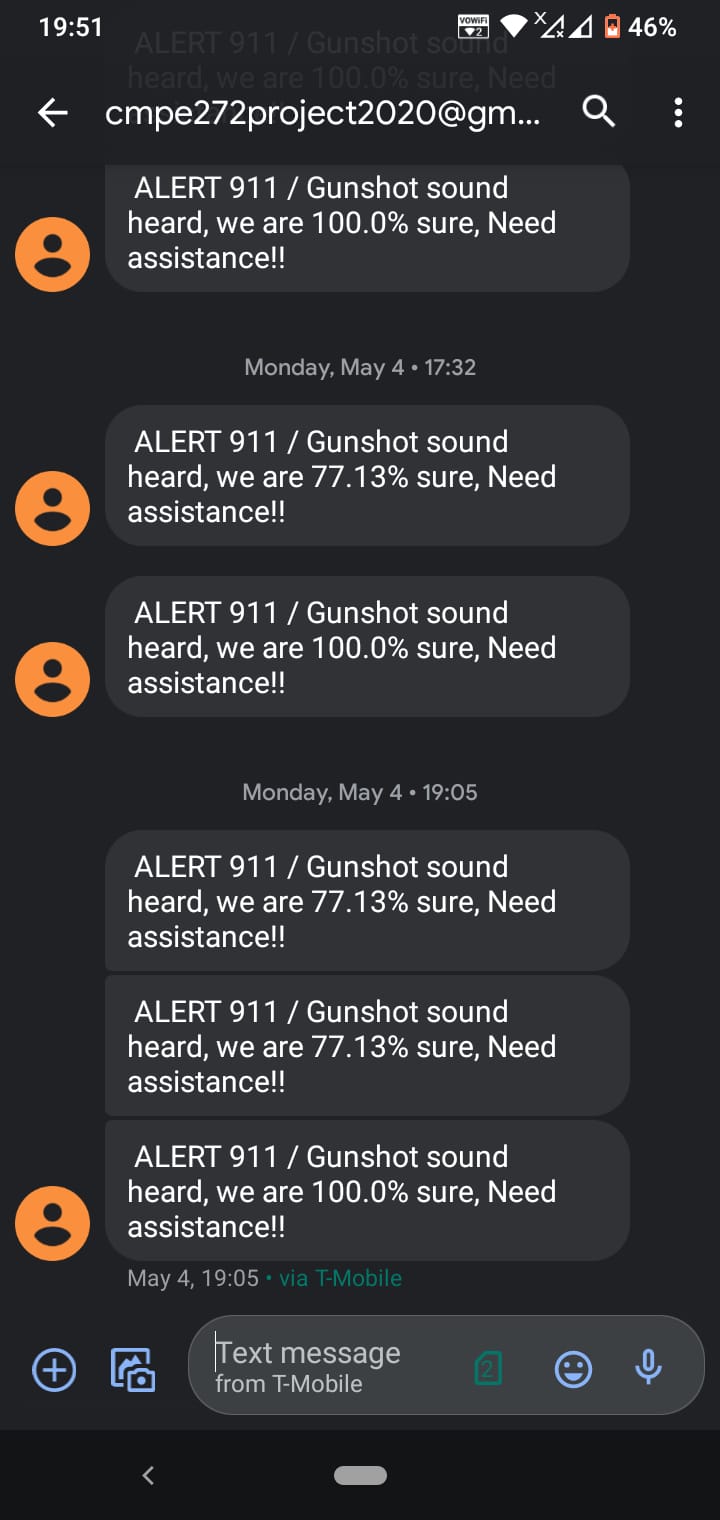 19:51
VOWIFI
2
X
46%
ALERT 911 / Gunshot sound
heard, we are 100.0% sure, Need
cmpe272project2020@gm...
ALERT 911 / Gunshot sound
heard, we are 100.0% sure, Need
assistance!!
Monday, May 4 • 17:32
ALERT 911 / Gunshot sound
heard, we are 77.13% sure, Need
assistance!!
ALERT 911 / Gunshot sound
heard, we are 100.0% sure, Need
assistance!!
Monday, May 4 • 19:05
ALERT 911 / Gunshot sound
heard, we are 77.13% sure, Need
assistance!!
ALERT 911 / Gunshot sound
heard, we are 77.13% sure, Need
assistance!!
ALERT 911 / Gunshot sound
heard, we are 100.0% sure, Need
assistance!!
May 4, 19:05 • via T-Mobile
Text message
from T-Mobile
2